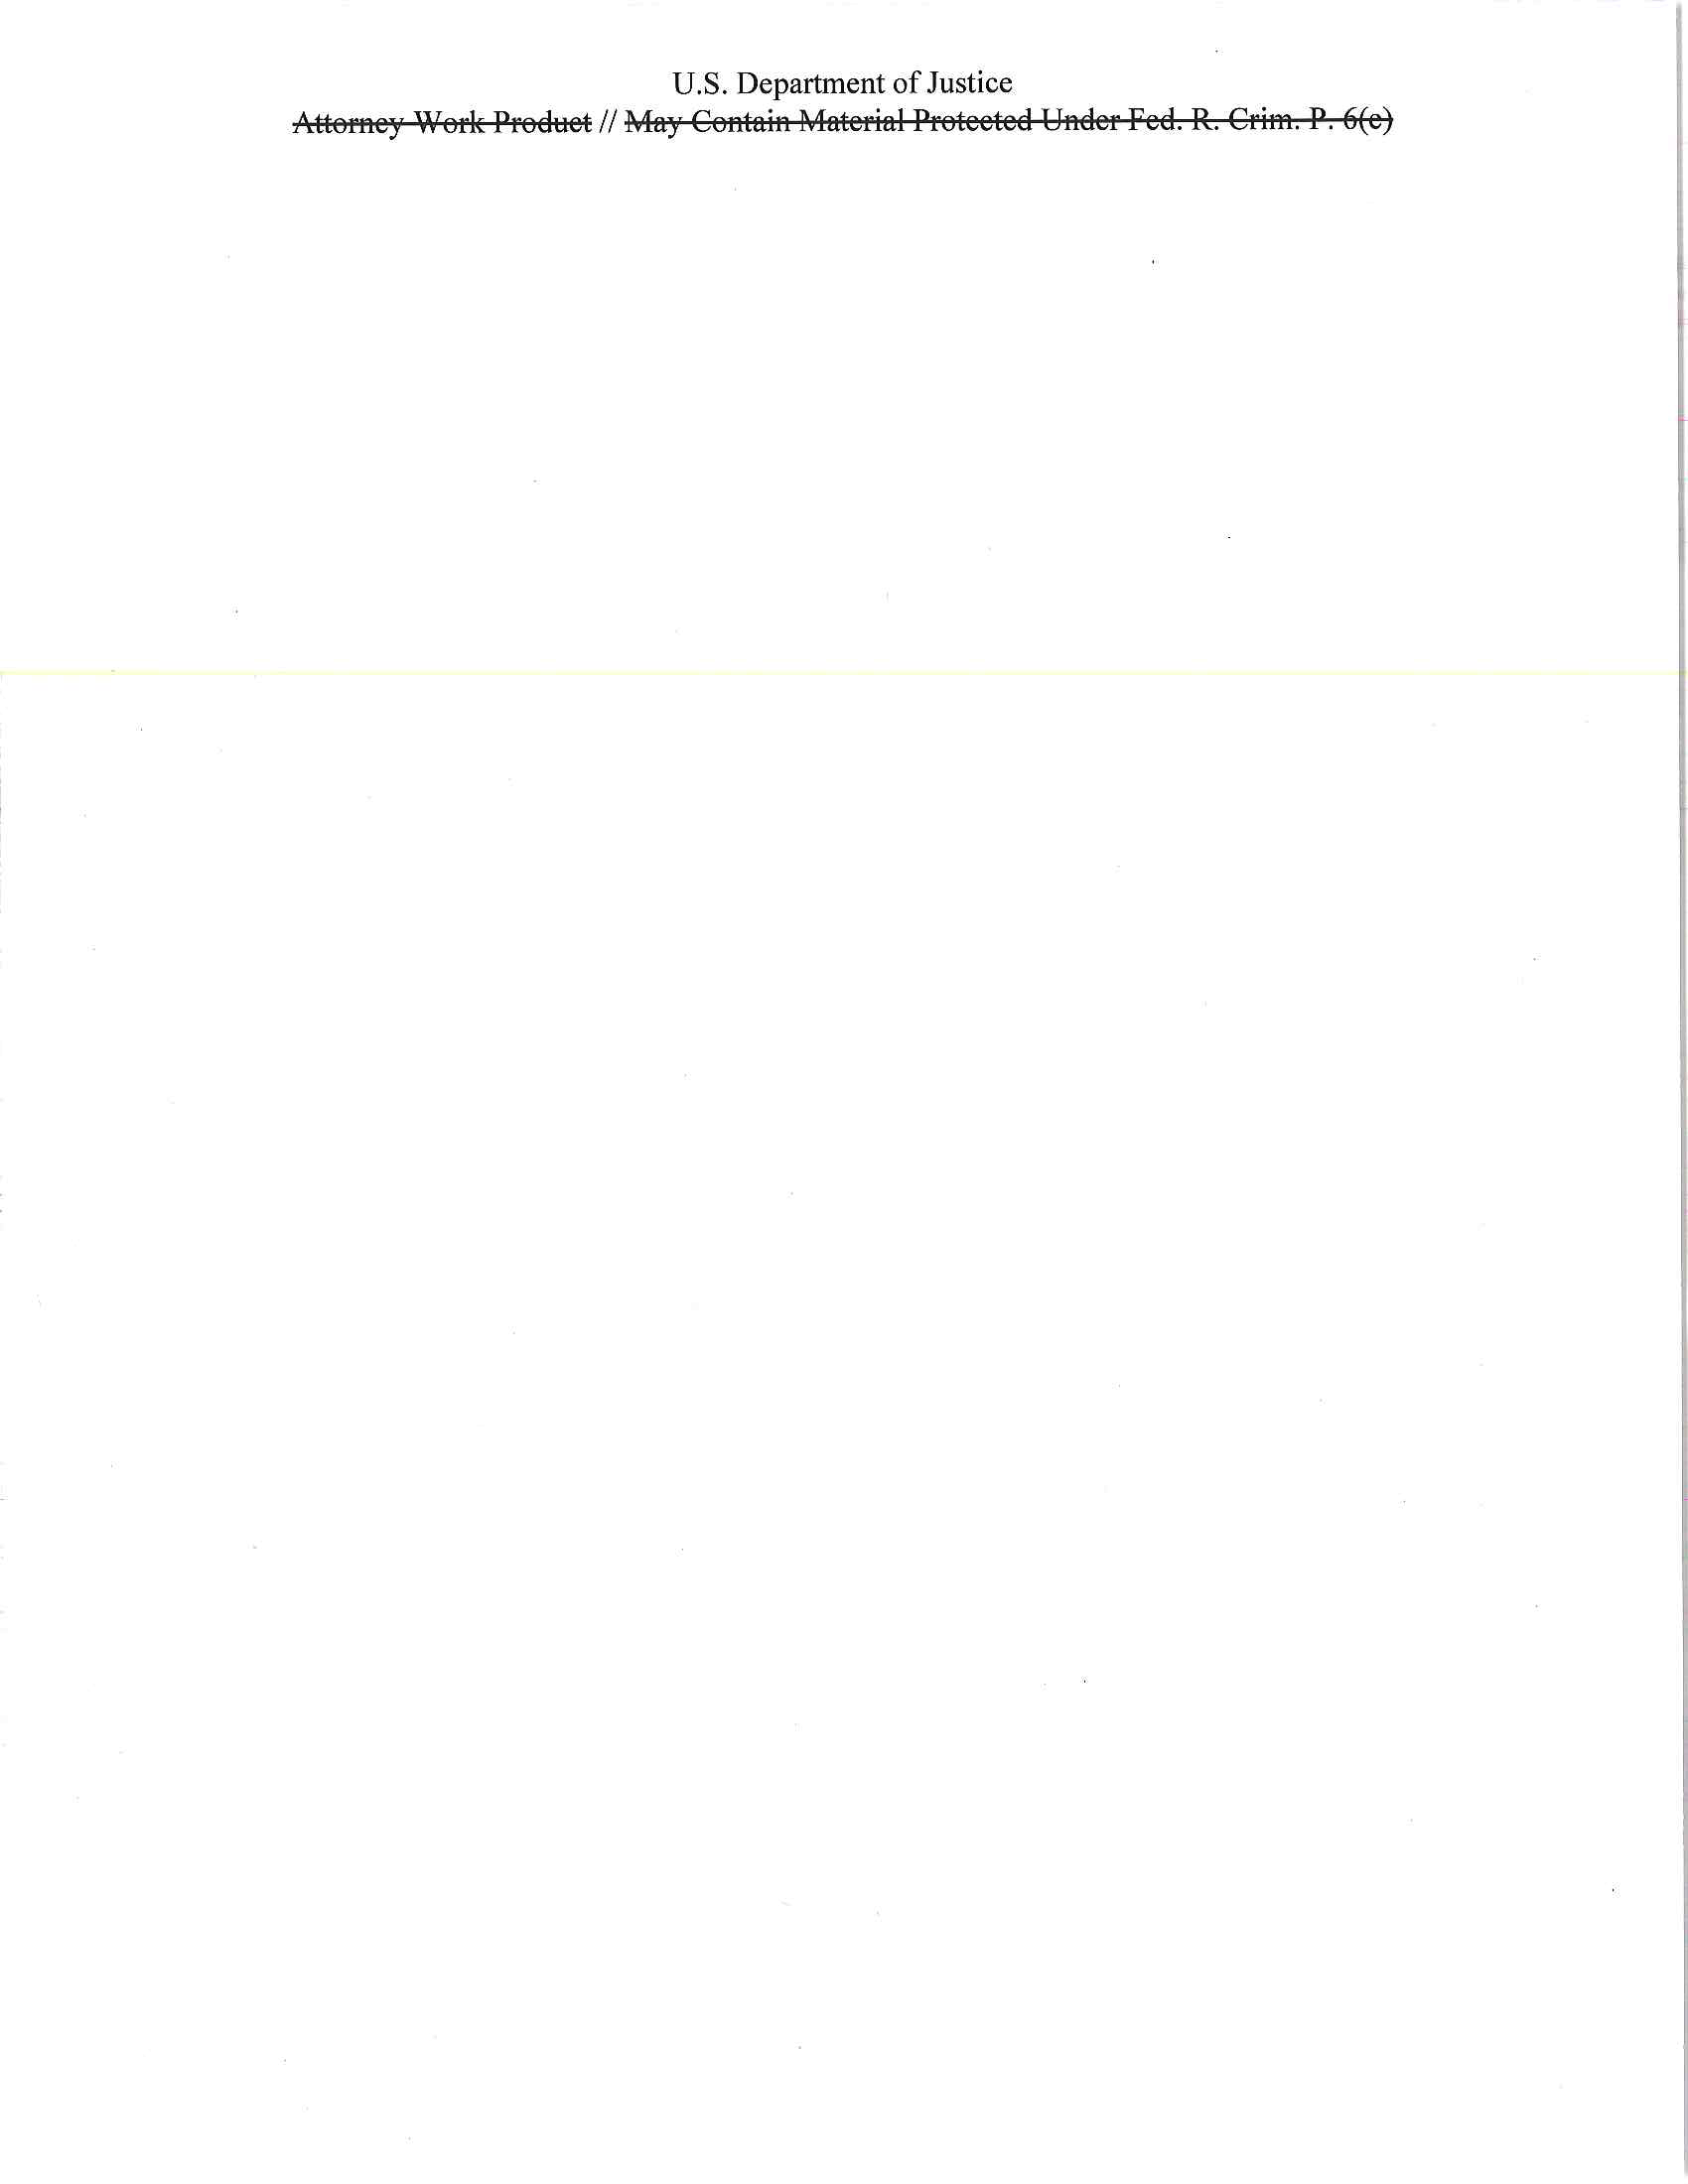 U.S. Department of Justice
Attorney Work Product // May Contain Material Protected Under Fed. R. Crim. P. 6(e)